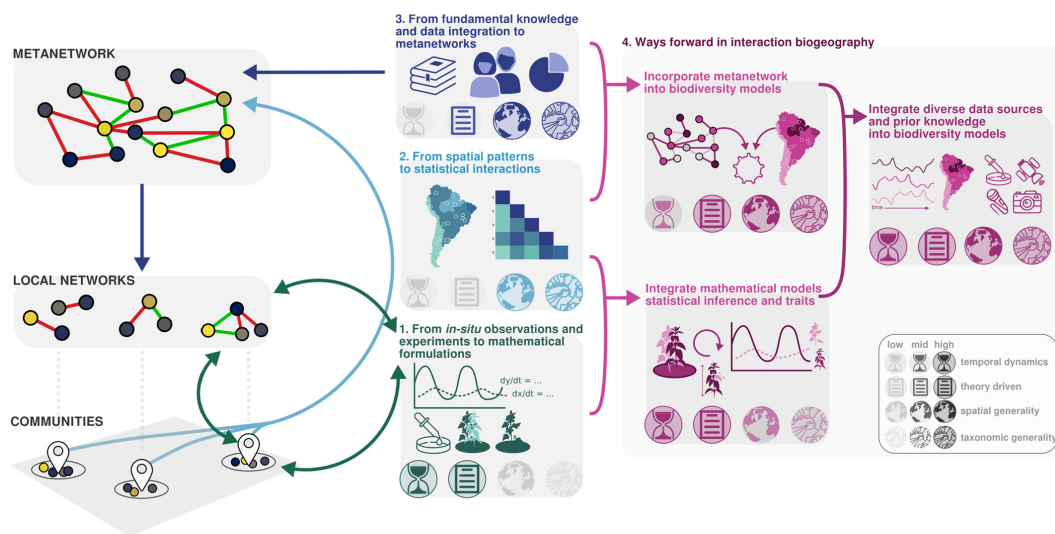 METANETWORK
LOCAL NETWORKS
COMMUNITIES
3. From fundamental knowledge
and data integration to
metanetworks
2. From spatial patterns
to statistical interactions
1. From in-situ observations and
experiments to mathematical
formulations
dy/dt = ...
dx/dt = ...
4. Ways forward in interaction biogeography
Incorporate metanetwork
into biodiversity models
Integrate mathematical models
statistical inference and traits
Integrate diverse data sources
and prior knowledge
into biodiversity models
time
low mid high
temporal dynamics
theory driven
spatial generality
taxonomic generality